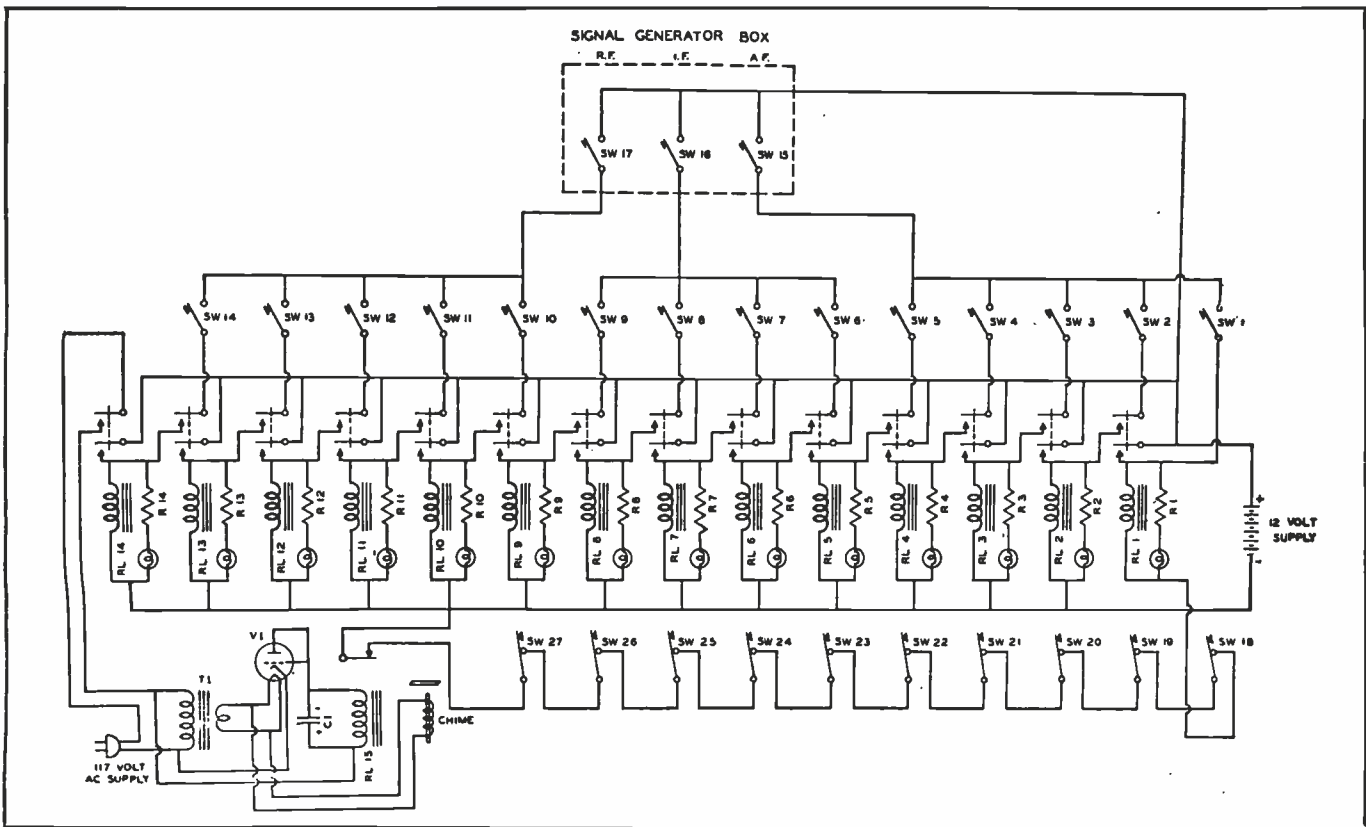 SIGNAL GENERATOR BOX
R.F. I.F. A.F.
SW 17 SW 16 SW 15
SW 14 SW 13 SW 12 SW 11 SW 10 SW 9 SW 8 SW 7 SW 6 SW 5 SW 4 SW 3 SW 2 SW 1
R 14 R 13 R 12 R 11 R 10 R 9 R 8 R 7 R 6 R 5 R 4 R 3 R 2 R 1
+
12 VOLT
SUPPLY
-
RL 14 RL 13 RL 12 RL 11 RL 10 RL 9 RL 8 RL 7 RL 6 RL 5 RL 4 RL 3 RL 2 RL 1
V1
SW 27 SW 26 SW 25 SW 24 SW 23 SW 22 SW 21 SW 20 SW 19 SW 18
T1
C1
+
RL 15
CHIME
117 VOLT
AC SUPPLY